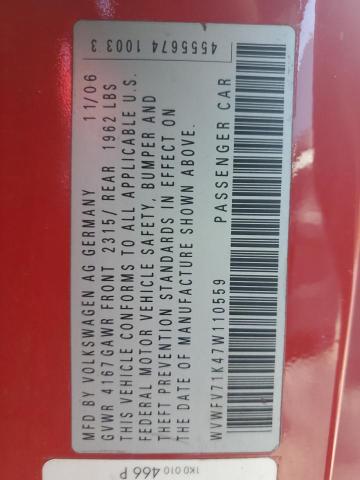 4555674 1003 3
MFD BY VOLKSWAGEN AG GERMANY 11/06
GVWR 4167GAWR FRONT 2315/ REAR 1962 LBS
THIS VEHICLE CONFORMS TO ALL APPLICABLE U.S.
FEDERAL MOTOR VEHICLE SAFETY, BUMPER AND
THEFT PREVENTION STANDARDS IN EFFECT ON
THE DATE OF MANUFACTURE SHOWN ABOVE.
WVWFV71K47W110559 PASSENGER CAR
1K0 010 466 P